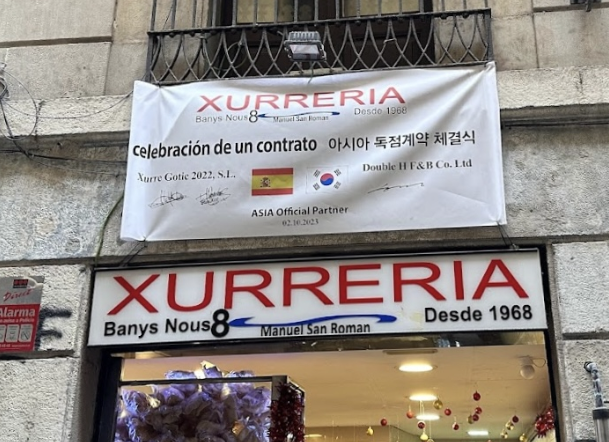 XURRERIA
Banys Nous 8 Manuel San Roman Desde 1968
celebración de un contrato 아시아 독점계약 체결식
Xurre Gotic 2022, S.L. Double H F&B Co. Ltd
ASIA Official Partner
02.10.2023
XURRERIA
Banys Nous 8 Manuel San Roman Desde 1968
Alarma